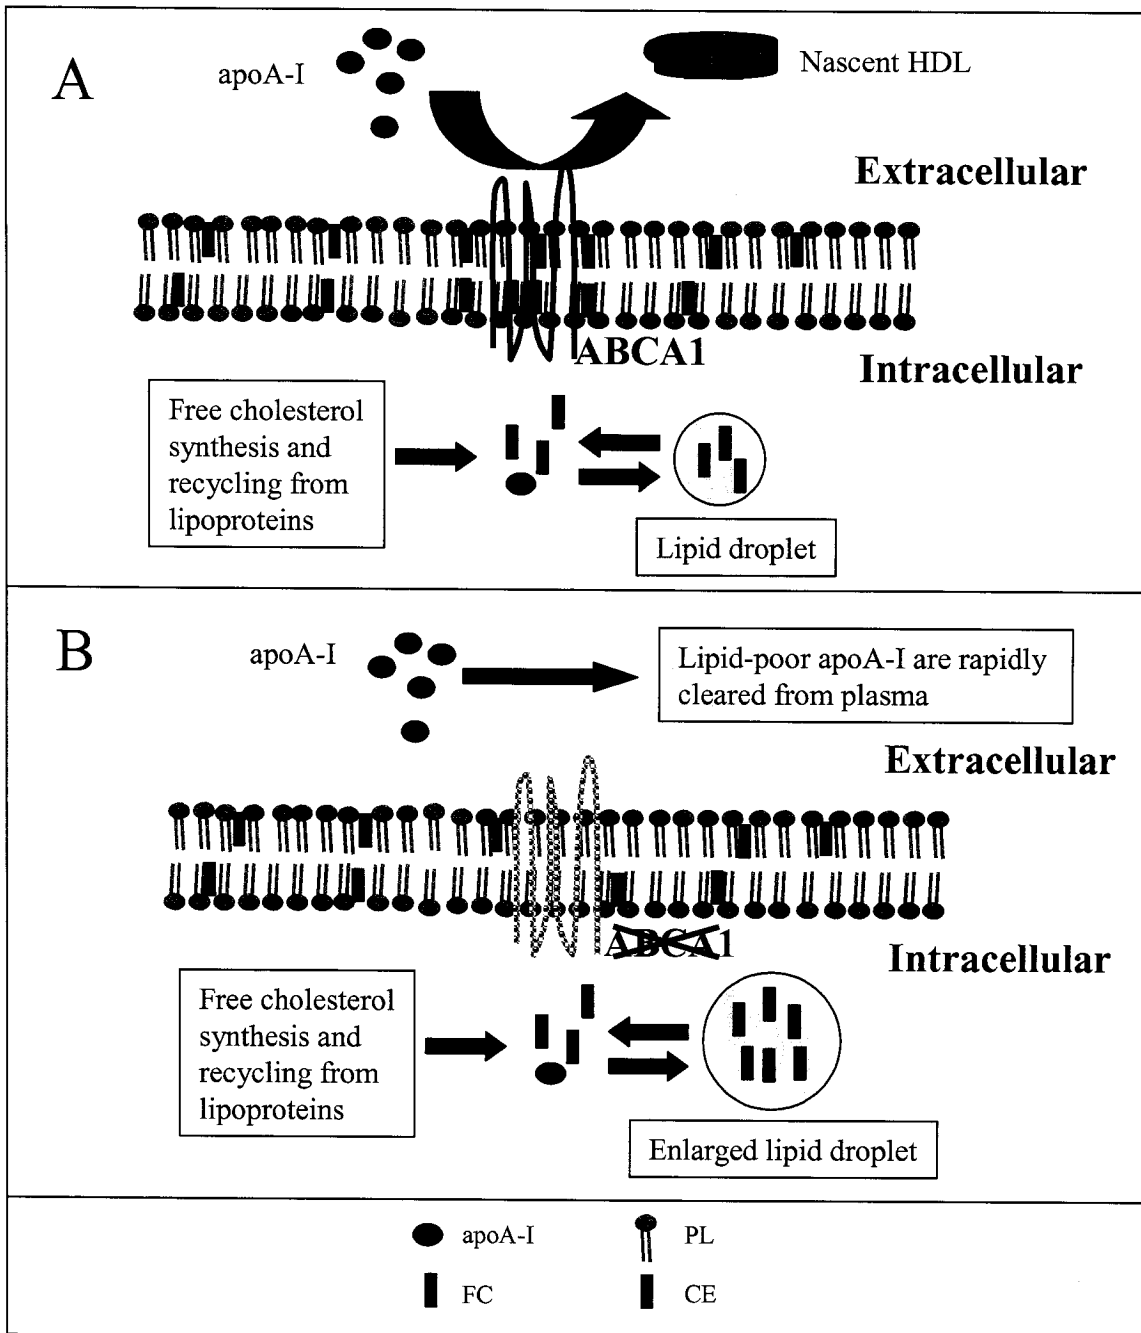 A
apoA-I
Nascent HDL
Extracellular
ABCA1
Intracellular
Free cholesterol
synthesis and
recycling from
lipoproteins
Lipid droplet
B
apoA-I
Lipid-poor apoA-I are rapidly
cleared from plasma
Extracellular
ABCA1
Intracellular
Free cholesterol
synthesis and
recycling from
lipoproteins
Enlarged lipid droplet
apoA-I
PL
FC
CE